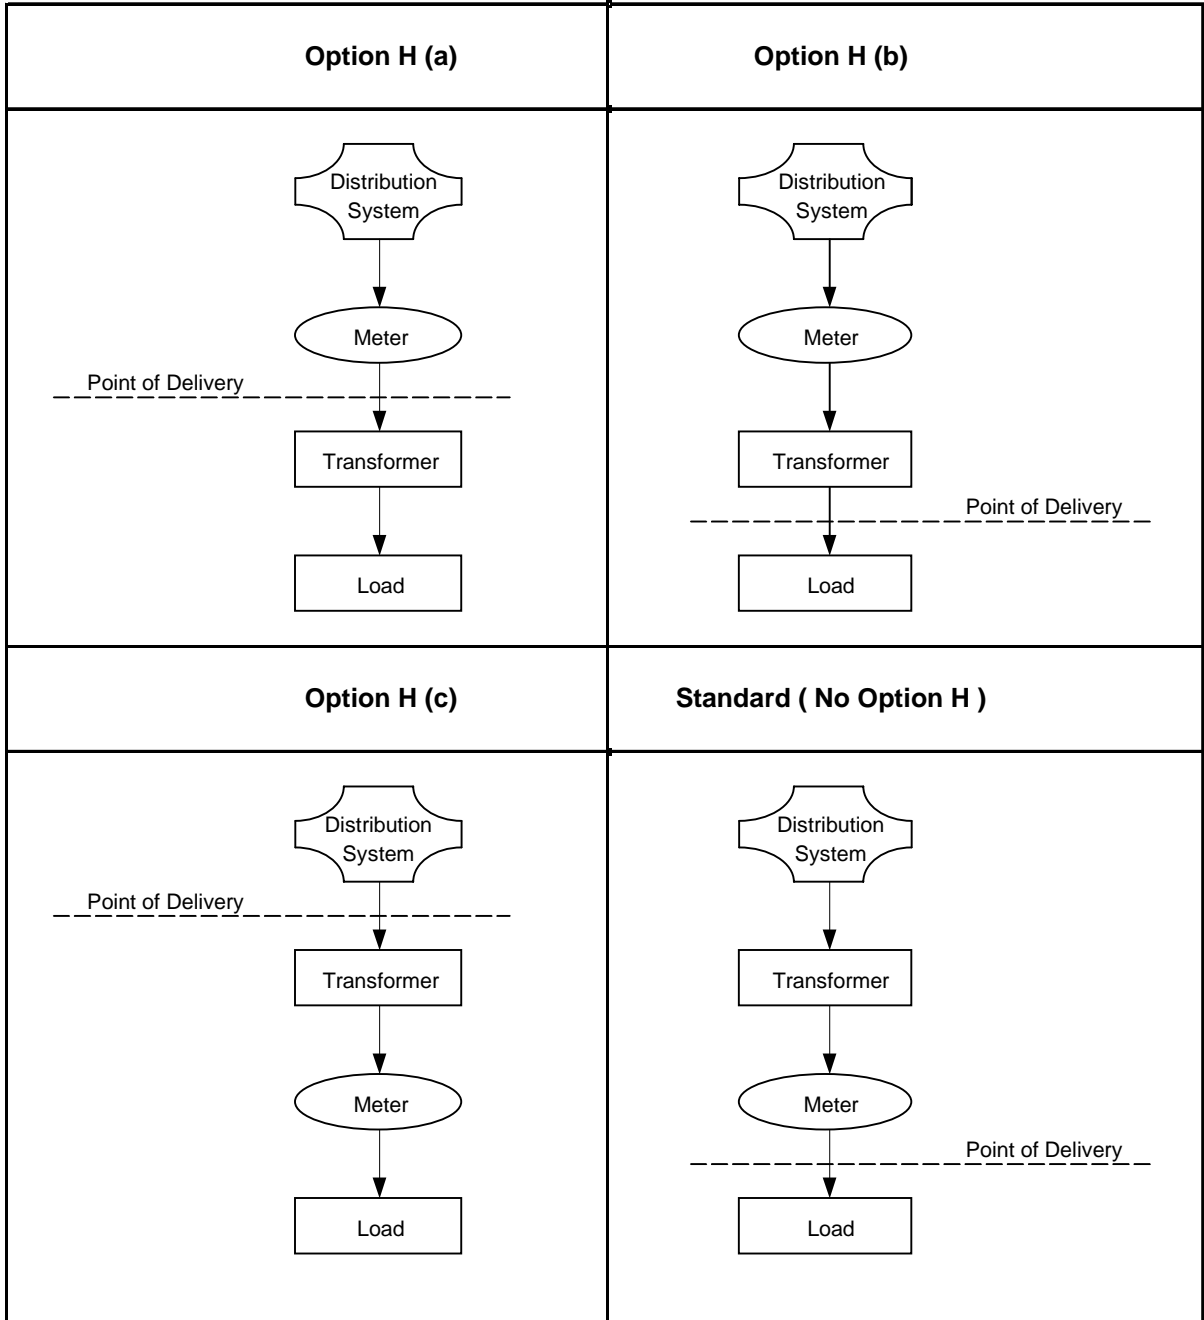 Option H (a)
Option H (b)
Distribution
System
Meter
Point of Delivery
Transformer
Load
Distribution
System
Meter
Transformer
Point of Delivery
Load
Option H (c)
Standard ( No Option H )
Distribution
System
Point of Delivery
Transformer
Meter
Load
Distribution
System
Transformer
Meter
Point of Delivery
Load